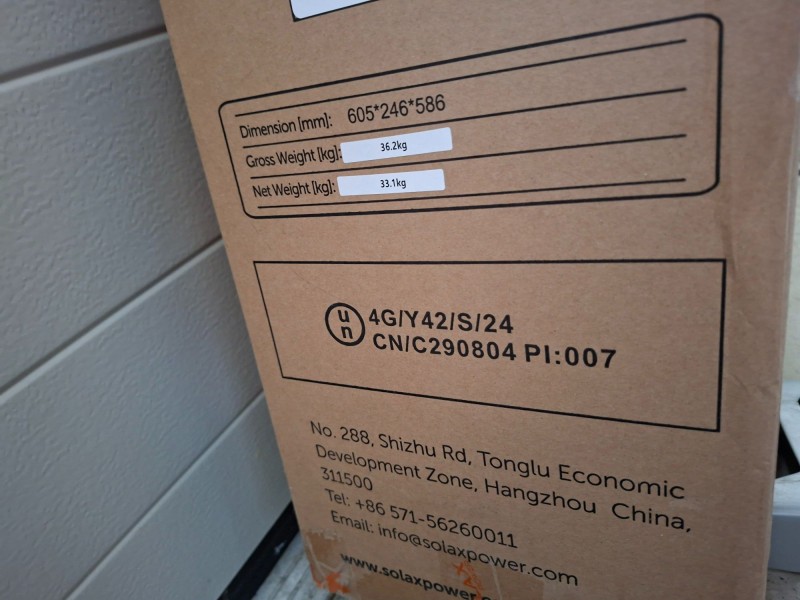 Dimension [mm]: 605*246*586
Gross Weight [kg]: 36.2kg
Net Weight [kg]: 33.1kg
un
4G/Y42/S/24
CN/C290804 PI:007
No. 288, Shizhu Rd, Tonglu Economic
Development Zone, Hangzhou China,
311500
Tel: +86 571-56260011
Email: info@solaxpower.com
www.solaxpower